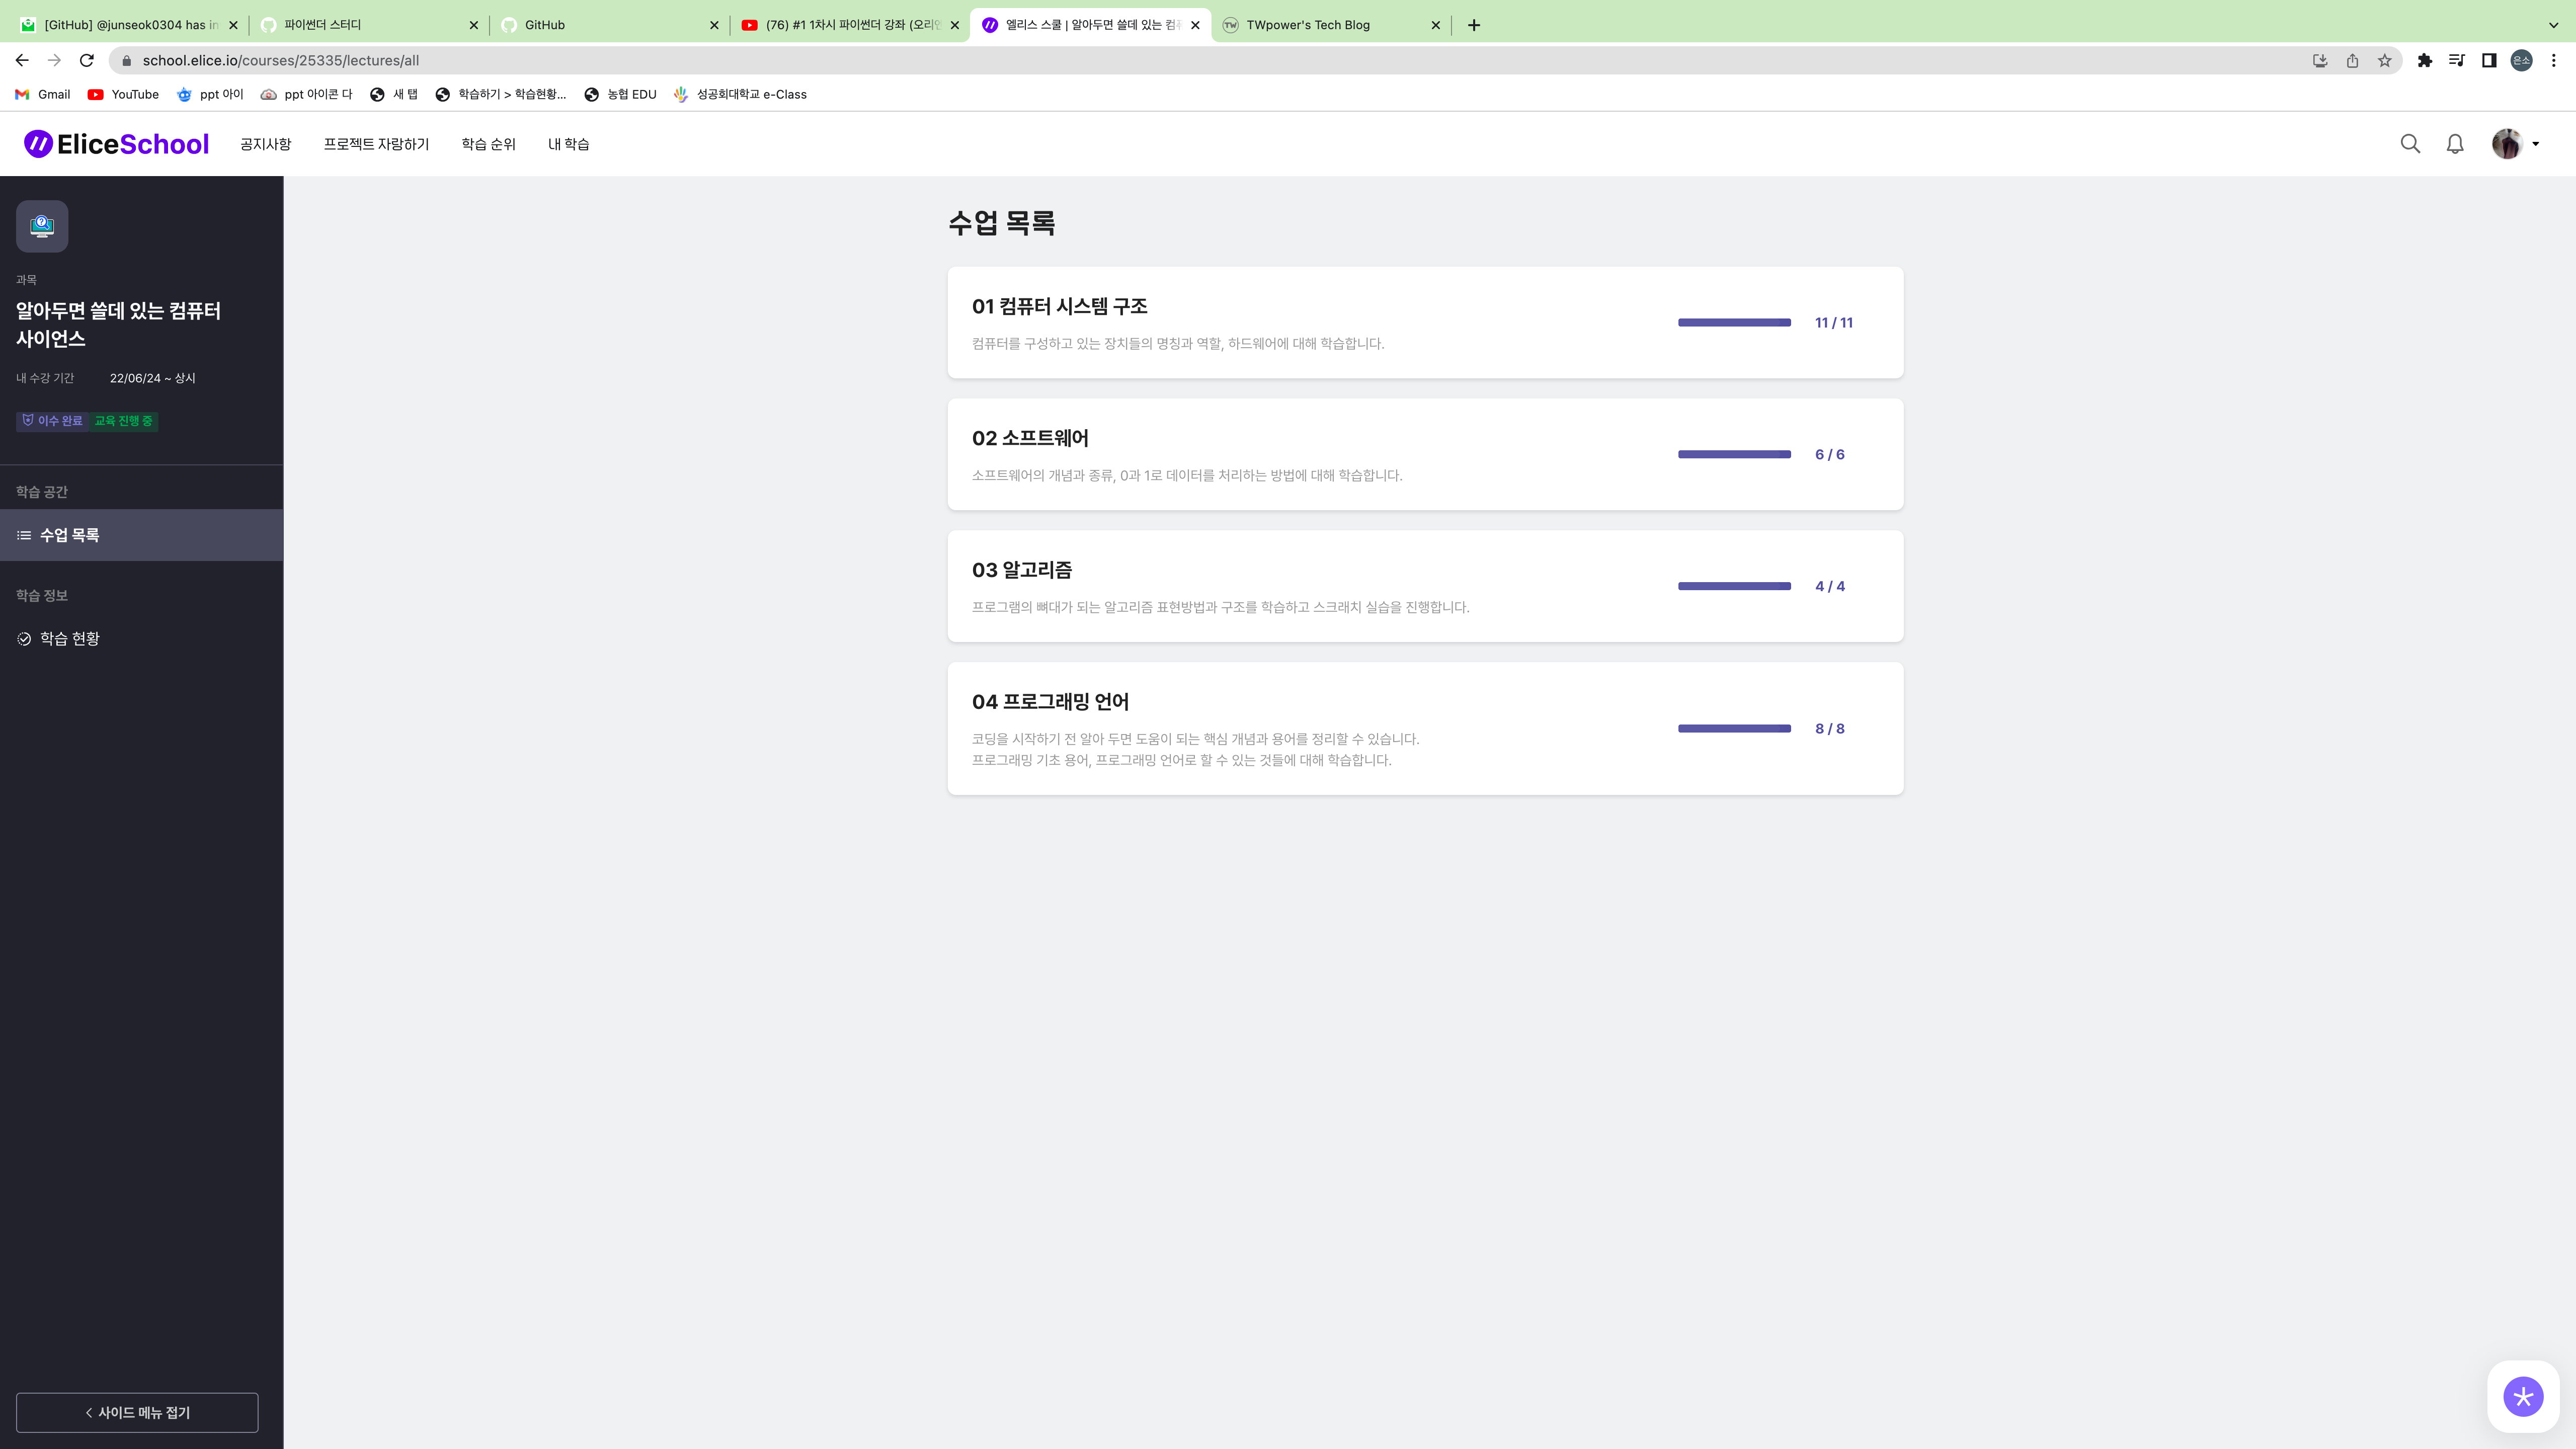 [GitHub] @junseok0304 has in
파이썬더 스터디
GitHub
(76) #1 1차시 파이썬더 강좌 (오리엔
엘리스 스쿨 | 알아두면 쓸데 있는 컴퓨
TWpower's Tech Blog
school.elice.io/courses/25335/lectures/all
은소
Gmail
YouTube
ppt 아이
ppt 아이콘 다
새 탭
학습하기 > 학습현황...
농협 EDU
성공회대학교 e-Class
EliceSchool
공지사항
프로젝트 자랑하기
학습 순위
내 학습
과목
알아두면 쓸데 있는 컴퓨터
사이언스
내 수강 기간 22/06/24 ~ 상시
이수 완료 교육 진행 중
학습 공간
수업 목록
학습 정보
학습 현황
사이드 메뉴 접기
수업 목록
01 컴퓨터 시스템 구조
컴퓨터를 구성하고 있는 장치들의 명칭과 역할, 하드웨어에 대해 학습합니다.
11 / 11
02 소프트웨어
소프트웨어의 개념과 종류, 0과 1로 데이터를 처리하는 방법에 대해 학습합니다.
6 / 6
03 알고리즘
프로그램의 뼈대가 되는 알고리즘 표현방법과 구조를 학습하고 스크래치 실습을 진행합니다.
4 / 4
04 프로그래밍 언어
코딩을 시작하기 전 알아 두면 도움이 되는 핵심 개념과 용어를 정리할 수 있습니다.
프로그래밍 기초 용어, 프로그래밍 언어로 할 수 있는 것들에 대해 학습합니다.
8 / 8